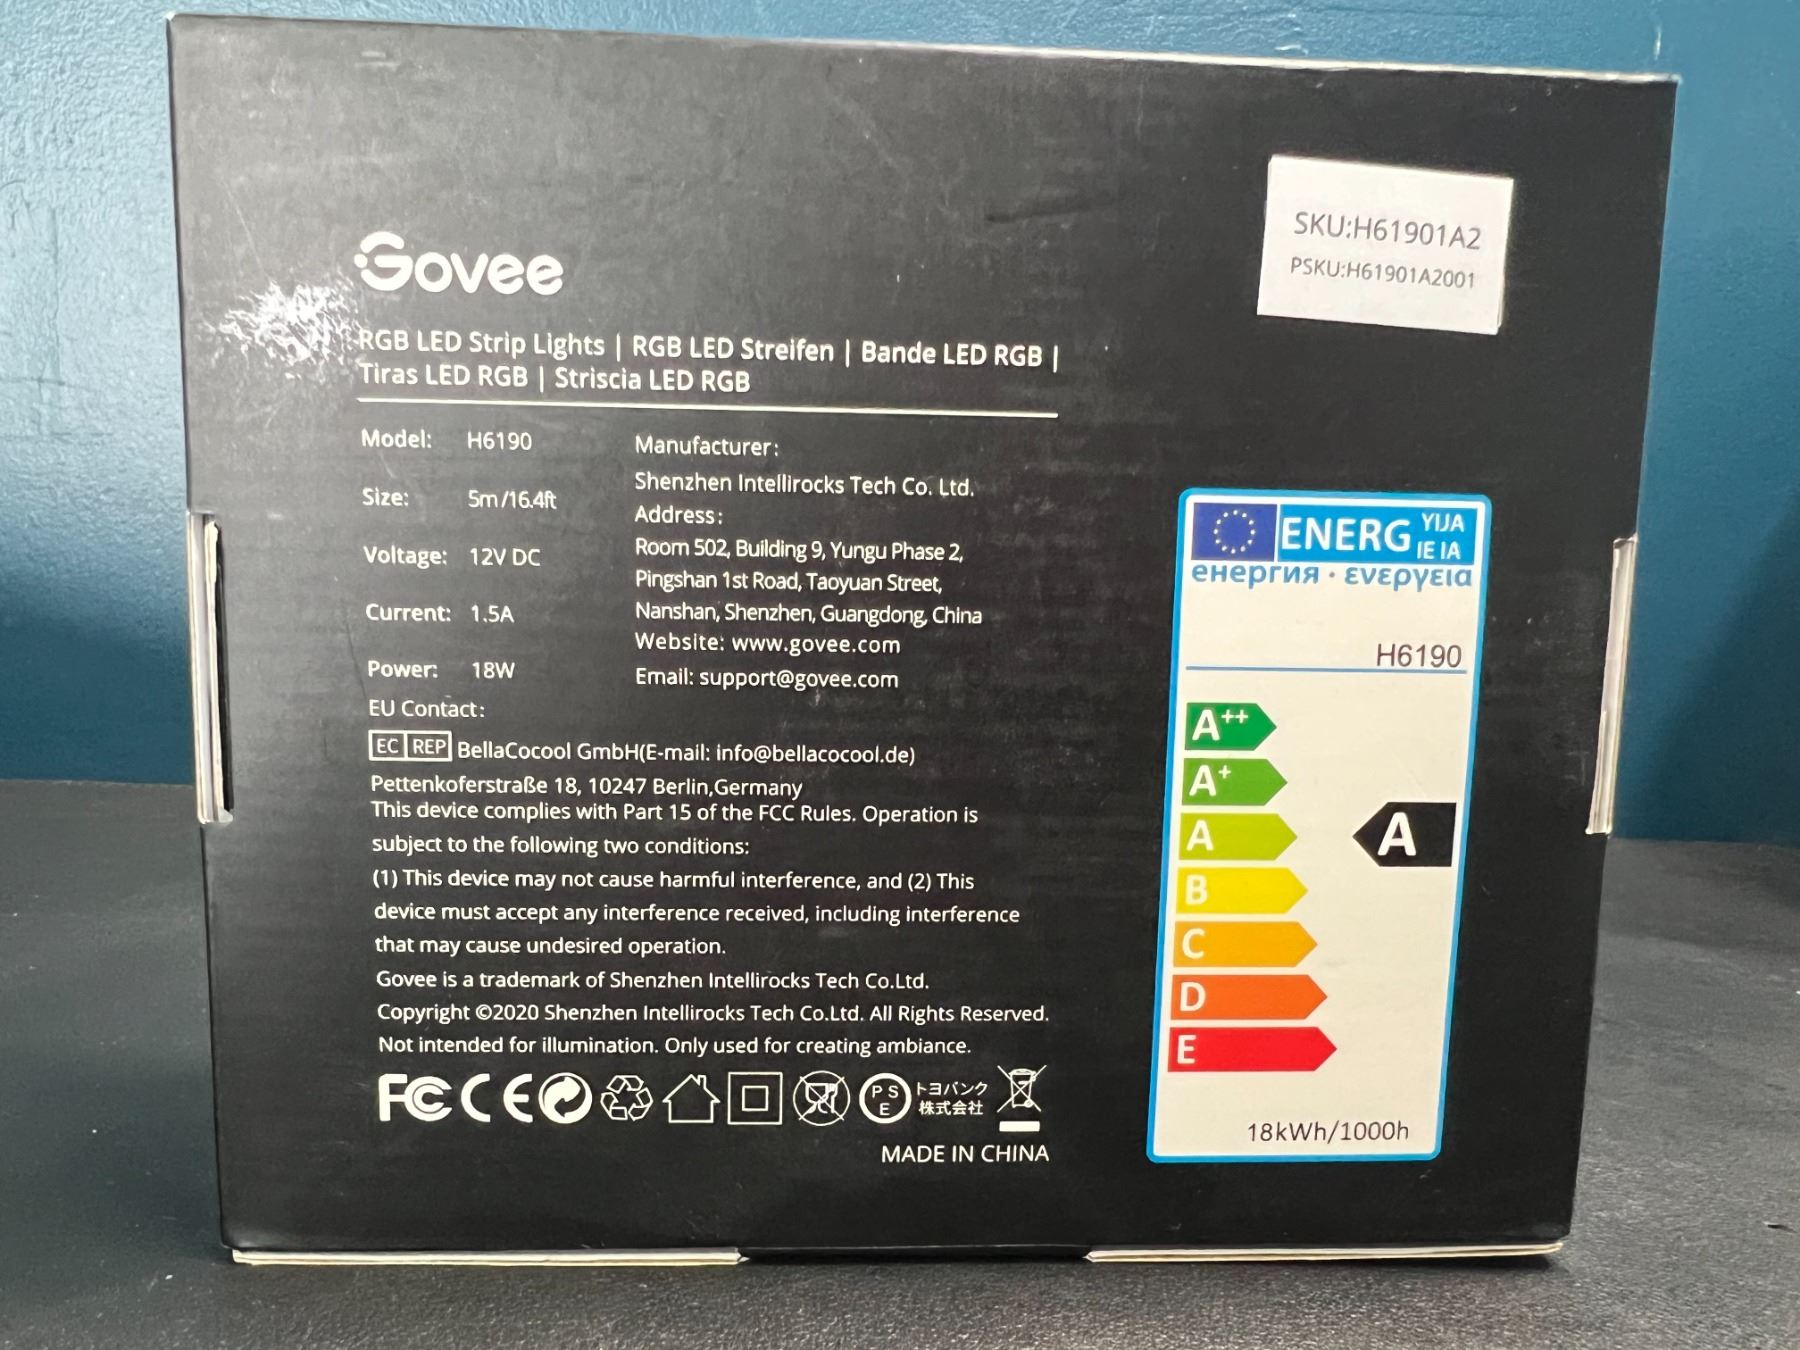 SKU:H61901A2
PSKU:H61901A2001
Govee
RGB LED Strip Lights | RGB LED Streifen | Bande LED RGB |
Tiras LED RGB | Striscia LED RGB
Model: H6190
Size: 5m/16.4ft
Voltage: 12V DC
Current: 1.5A
Power: 18W
Manufacturer:
Shenzhen Intellirocks Tech Co. Ltd.
Address:
Room 502, Building 9, Yungu Phase 2,
Pingshan 1st Road, Taoyuan Street,
Nanshan, Shenzhen, Guangdong, China
Website: www.govee.com
Email: support@govee.com
EU Contact:
EC REP BellaCocool GmbH(E-mail: info@bellacocool.de)
Pettenkoferstraße 18, 10247 Berlin,Germany
This device complies with Part 15 of the FCC Rules. Operation is
subject to the following two conditions:
(1) This device may not cause harmful interference, and (2) This
device must accept any interference received, including interference
that may cause undesired operation.
Govee is a trademark of Shenzhen Intellirocks Tech Co.Ltd.
Copyright ©2020 Shenzhen Intellirocks Tech Co.Ltd. All Rights Reserved.
Not intended for illumination. Only used for creating ambiance.
FC CE PSE トヨバンク
株式会社
MADE IN CHINA
ENERG YIJA
IE IA
енергия · ενεργεια
H6190
A++
A+
A
A
B
C
D
E
18kWh/1000h